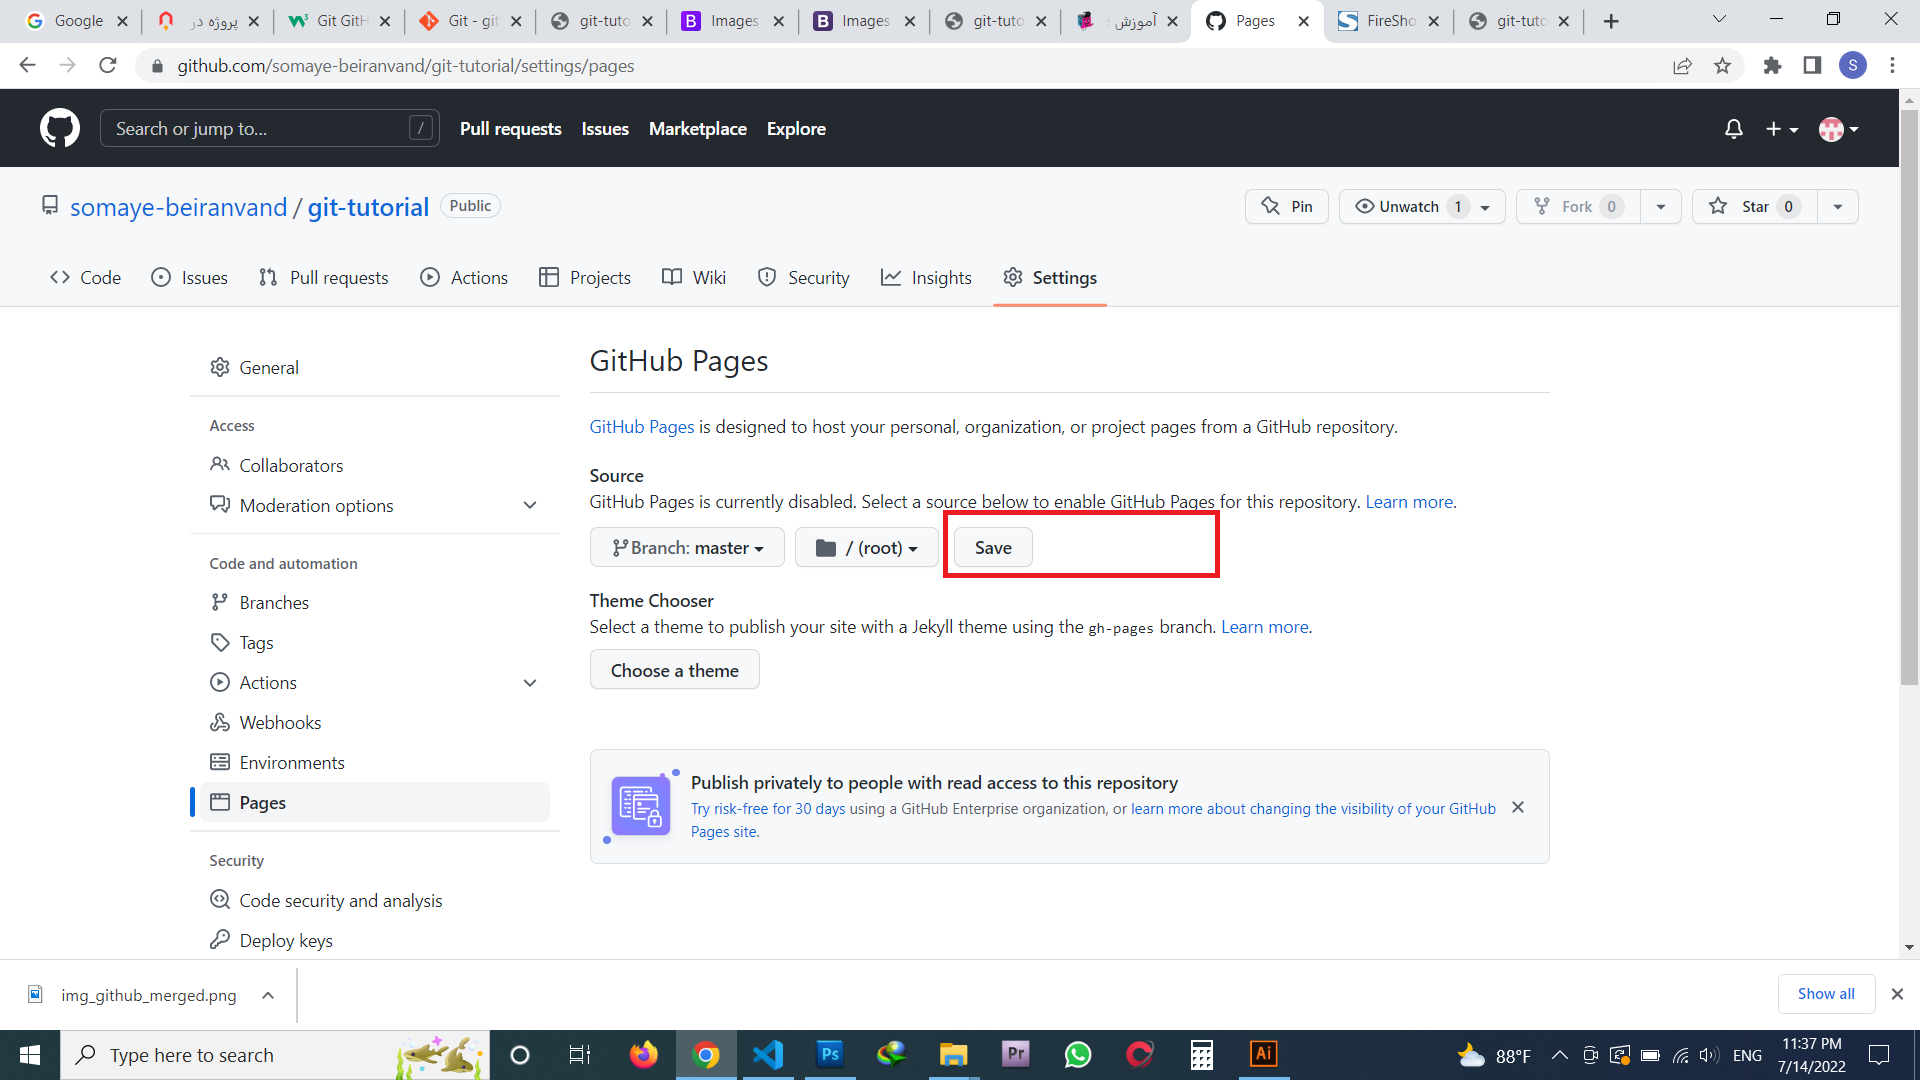 Google
پروژه در
Git GitH
Git - git
git-tuto
Images
Images
git-tuto
آموزش
Pages
FireSho
git-tuto
github.com/somaye-beiranvand/git-tutorial/settings/pages
S
Search or jump to...
/
Pull requests
Issues
Marketplace
Explore
somaye-beiranvand / git-tutorial
Public
Pin
Unwatch 1
Fork 0
Star 0
Code
Issues
Pull requests
Actions
Projects
Wiki
Security
Insights
Settings
General
Access
Collaborators
Moderation options
Code and automation
Branches
Tags
Actions
Webhooks
Environments
Pages
Security
Code security and analysis
Deploy keys
GitHub Pages
GitHub Pages is designed to host your personal, organization, or project pages from a GitHub repository.
Source
GitHub Pages is currently disabled. Select a source below to enable GitHub Pages for this repository. Learn more.
Branch: master
/ (root)
Save
Theme Chooser
Select a theme to publish your site with a Jekyll theme using the gh-pages branch. Learn more.
Choose a theme
Publish privately to people with read access to this repository
Try risk-free for 30 days using a GitHub Enterprise organization, or learn more about changing the visibility of your GitHub
Pages site.
img_github_merged.png
Show all
Type here to search
Ps
Pr
Ai
88°F
ENG
11:37 PM
7/14/2022